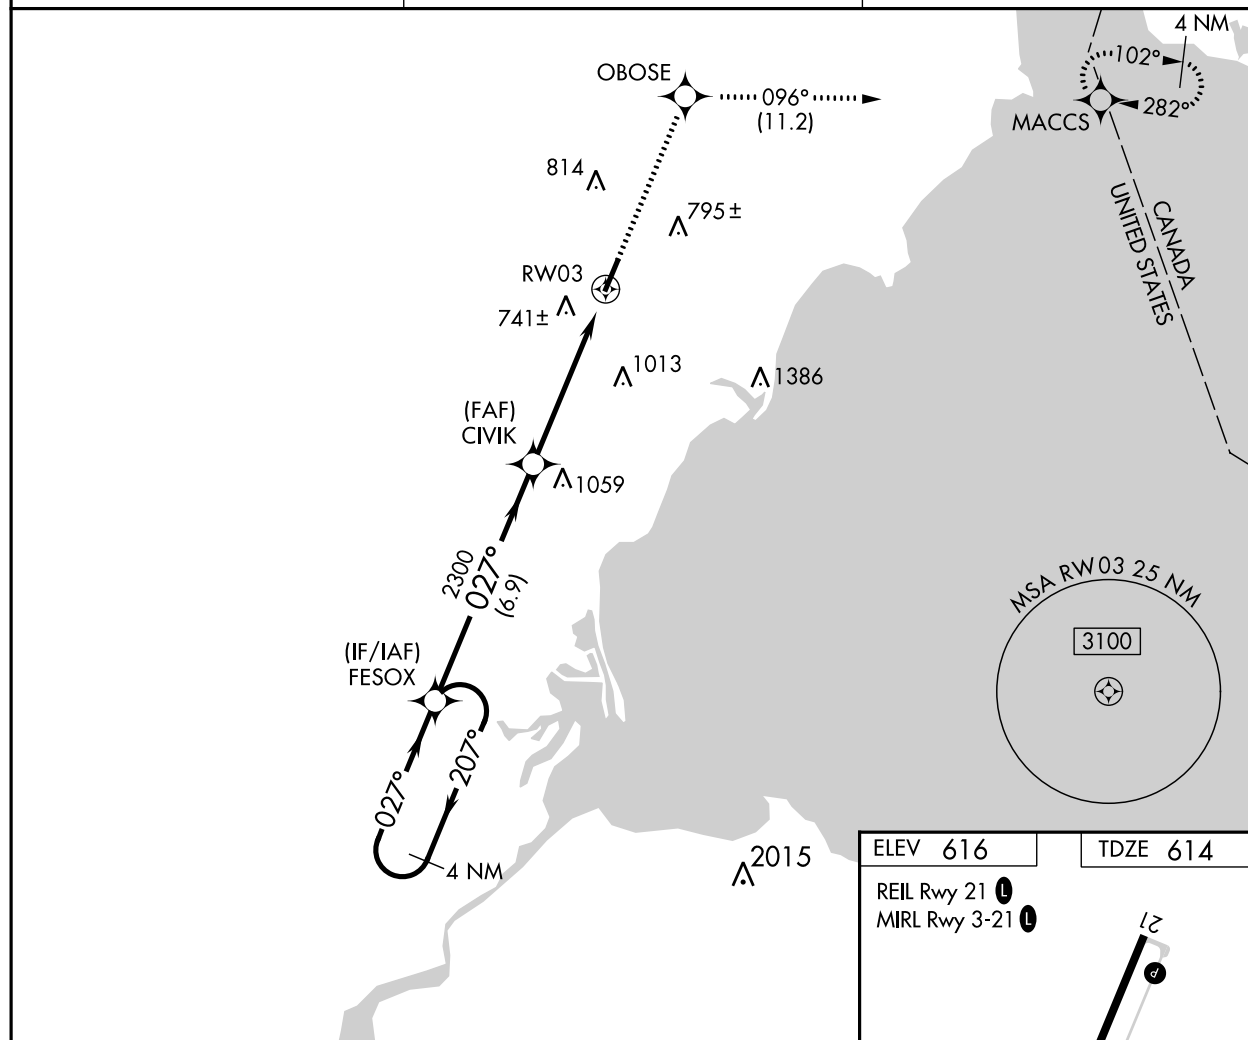 4 NM
OBOSE
102°
096°
(11.2)
282°
MACCS
814
795±
CANADA
UNITED STATES
RW03
741±
1013
1386
(FAF)
CIVIK
1059
2300
027°
(6.9)
MSA RW03 25 NM
3100
(IF/IAF)
FESOX
207°
027°
4 NM
2015
ELEV 616
TDZE 614
REIL Rwy 21 L
MIRL Rwy 3-21 L
21
P